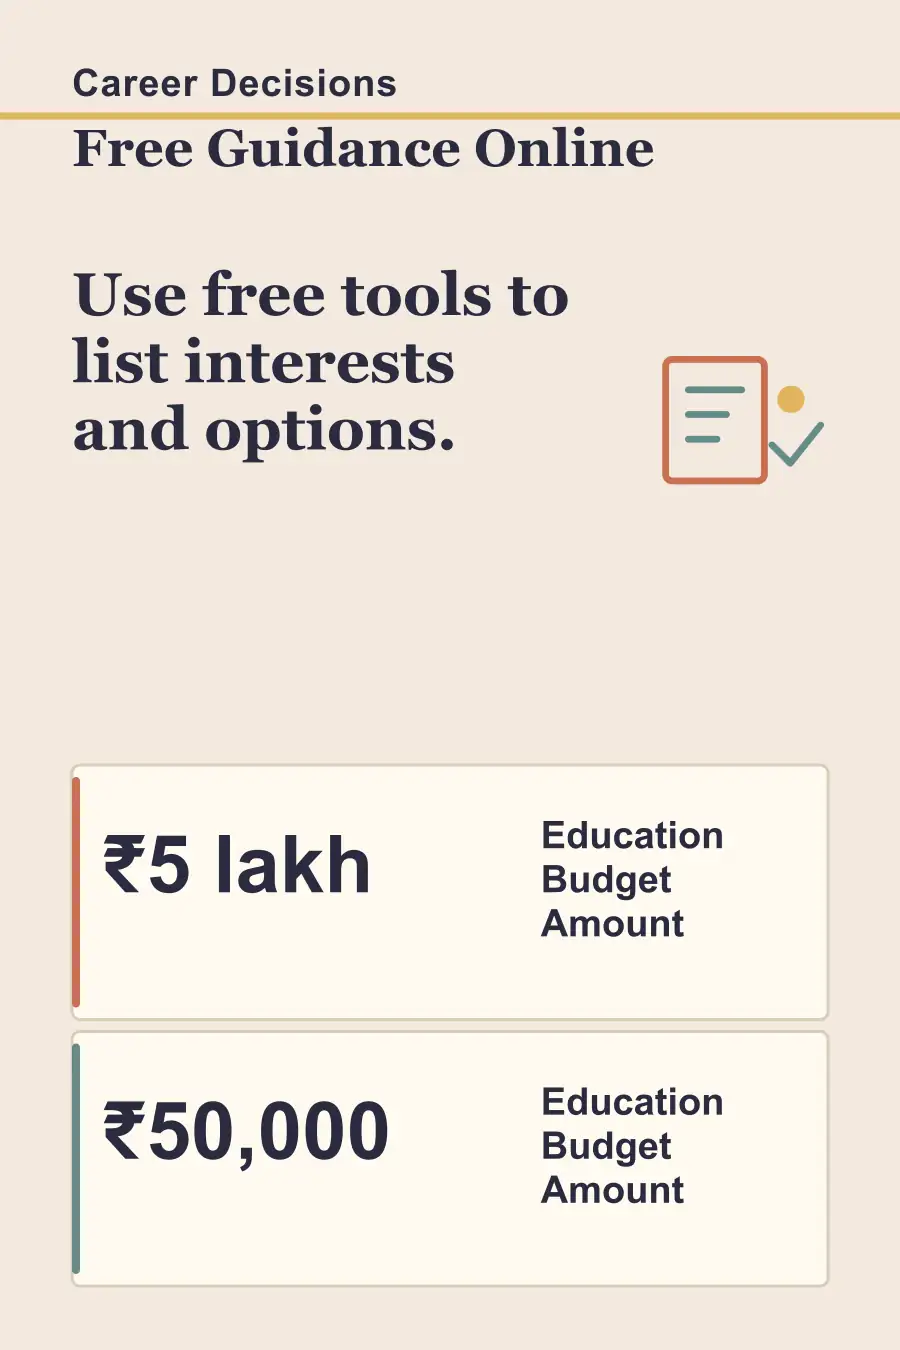 Career Decisions
Free Guidance Online
Use free tools to
list interests
and options.
₹5 lakh
Education
Budget
Amount
₹50,000
Education
Budget
Amount